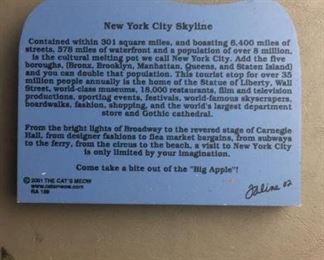 New York City Skyline
Contained within 301 square miles, and boasting 6,400 miles of
streets, 578 miles of waterfront and a population of over 8 million,
is the cultural melting pot we call New York City. Add the five
boroughs, (Bronx, Brooklyn, Manhattan, Queens, and Staten Island)
and you can double that population. This tourist stop for over 35
million people annually is the home of the Statue of Liberty, Wall
Street, world-class museums, 18,000 restaurants, film and television
productions, sporting events, festivals, world-famous skyscrapers,
boardwalks, fashion, shopping, and the world's largest department
store and Gothic cathedral.
From the bright lights of Broadway to the revered stage of Carnegie
Hall, from designer fashions to flea market bargains, from subways
to the ferry, from the circus to the beach, a visit to New York City
is only limited by your imagination.
Come take a bite out of the "Big Apple"!
© 2001 THE CAT'S MEOW
www.catsmeow.com
Faline 02